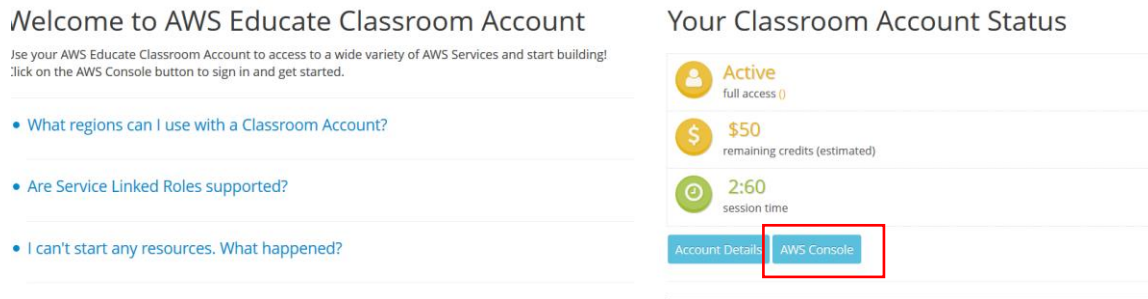 Welcome to AWS Educate Classroom Account
Use your AWS Educate Classroom Account to access to a wide variety of AWS Services and start building!
Click on the AWS Console button to sign in and get started.
What regions can I use with a Classroom Account?
Are Service Linked Roles supported?
I can't start any resources. What happened?
Your Classroom Account Status
Active
full access ()
$50
remaining credits (estimated)
2:60
session time
Account Details
AWS Console